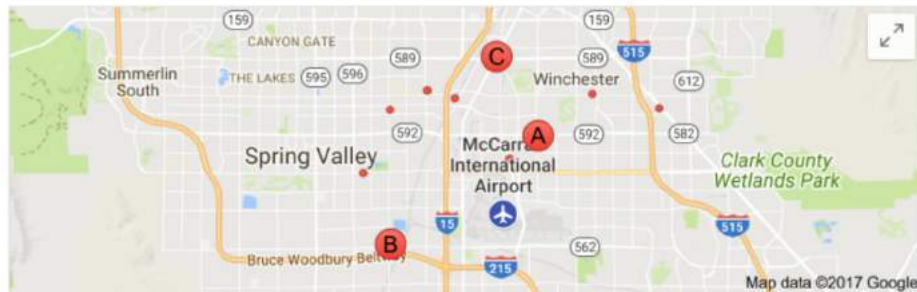 159
159
CANYON GATE
C
515
589
589
Summerlin
South
THE LAKES
595
596
Winchester
612
592
A
592
582
Spring Valley
McCarra
International
Airport
Clark County
Wetlands Park
15
515
B
Bruce Woodbury Beltway
562
215
Map data ©2017 Google